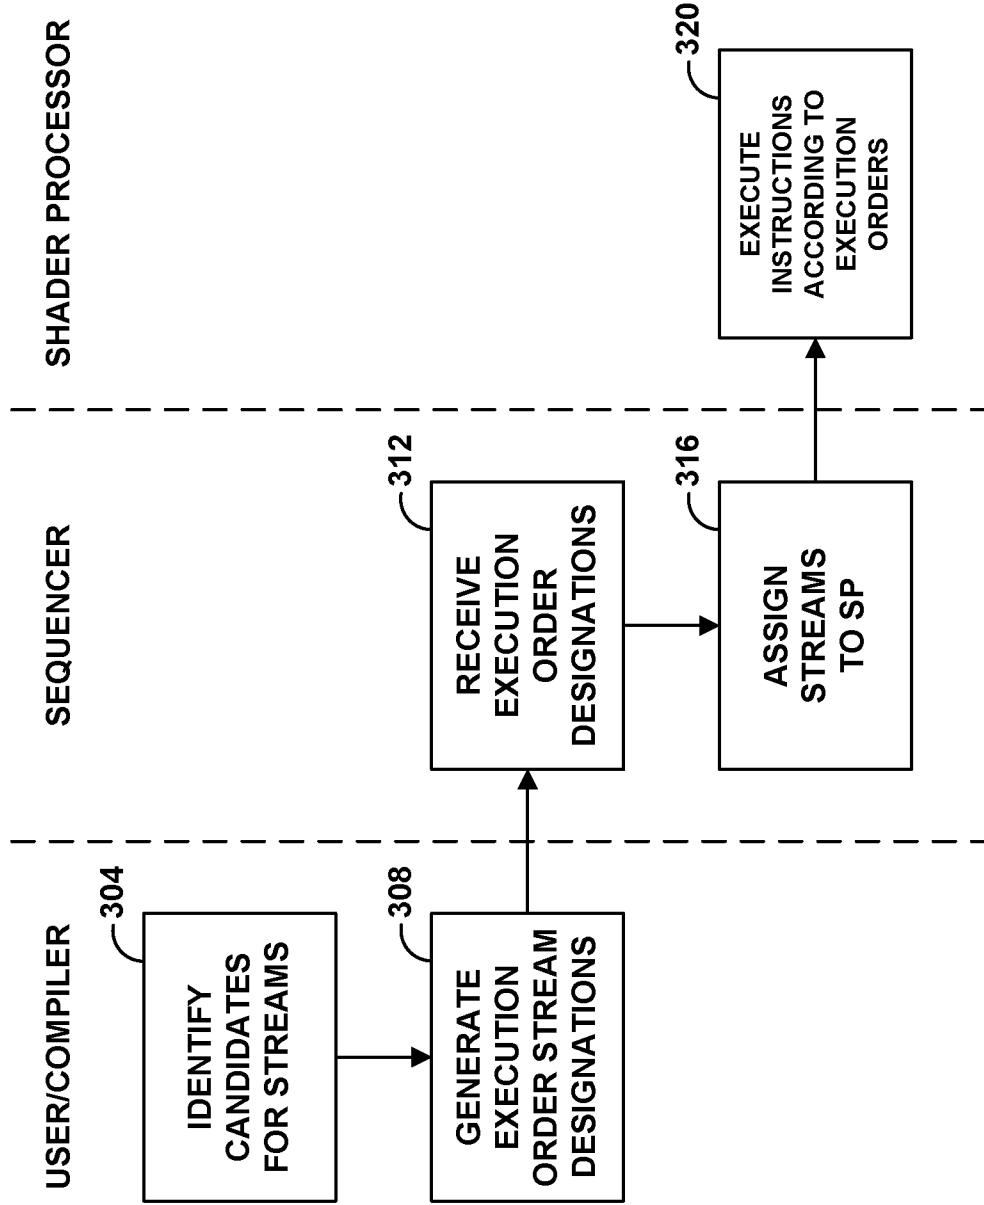 USER/COMPILER
SEQUENCER
SHADER PROCESSOR
304
IDENTIFY
CANDIDATES
FOR STREAMS
308
GENERATE
EXECUTION
ORDER STREAM
DESIGNATIONS
312
RECEIVE
EXECUTION
ORDER
DESIGNATIONS
316
ASSIGN
STREAMS
TO SP
320
EXECUTE
INSTRUCTIONS
ACCORDING TO
EXECUTION
ORDERS